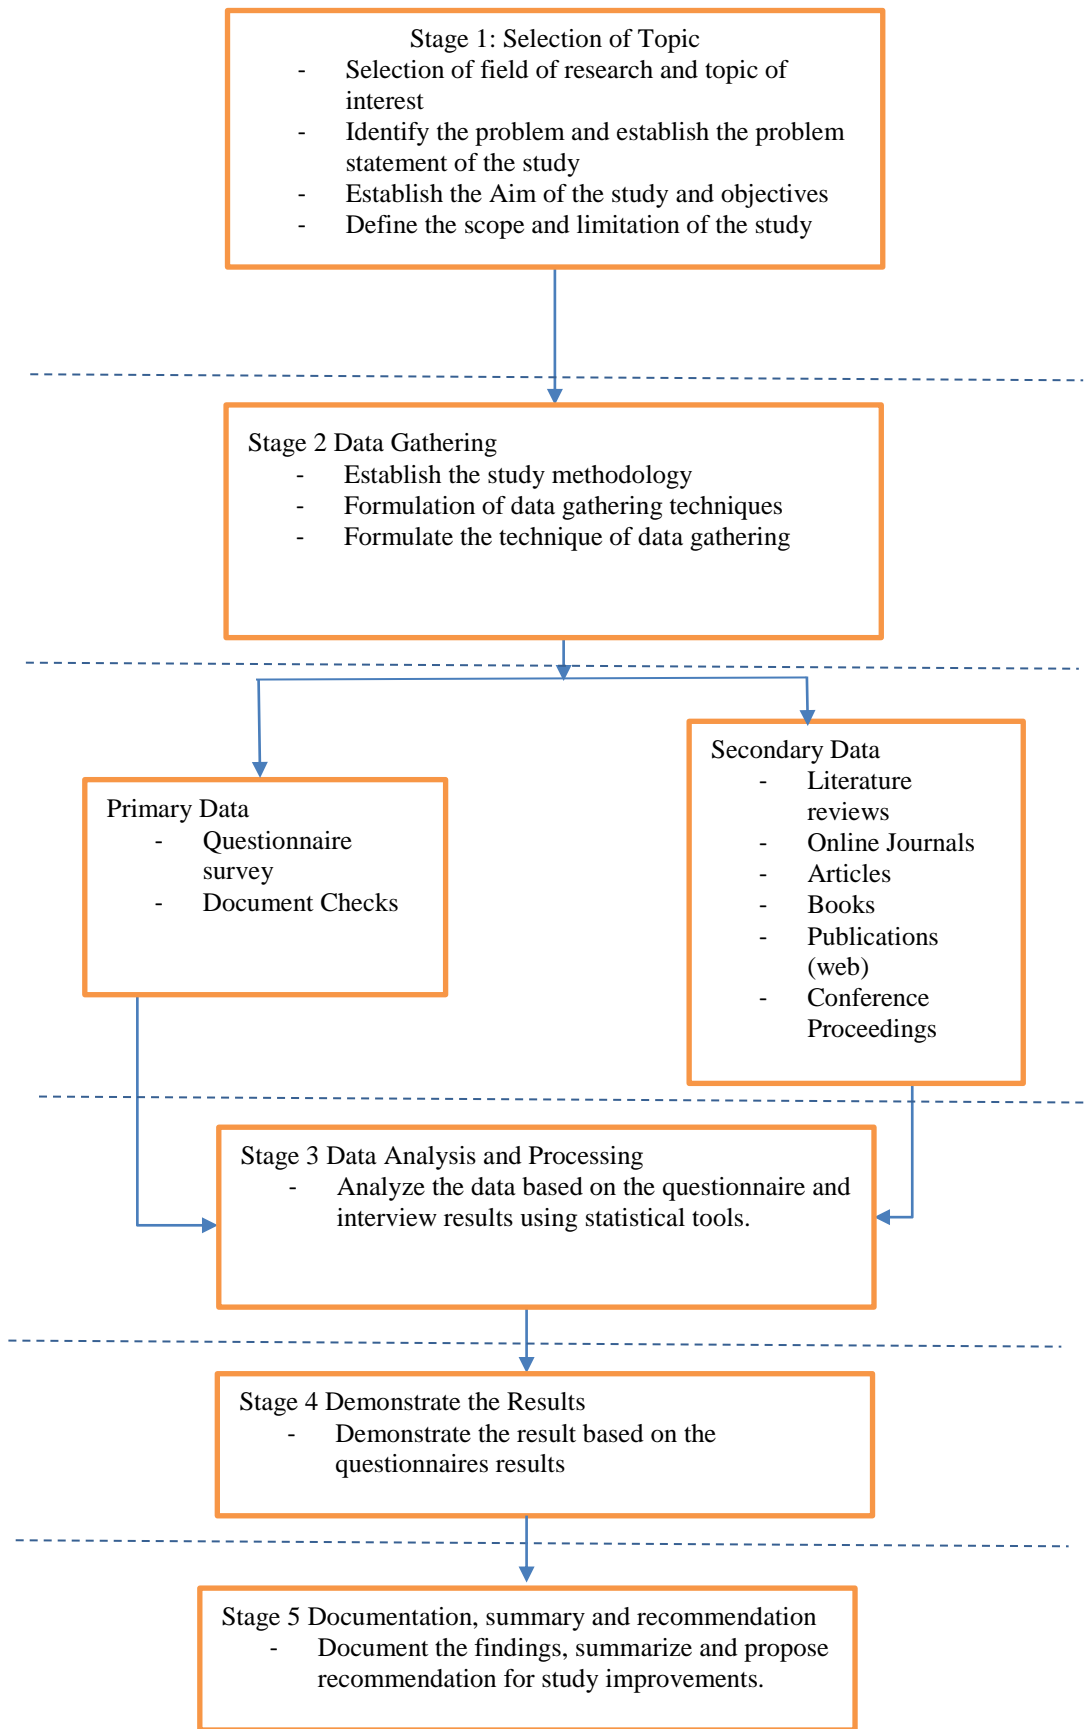 Stage 1: Selection of Topic
- Selection of field of research and topic of
interest
- Identify the problem and establish the problem
statement of the study
- Establish the Aim of the study and objectives
- Define the scope and limitation of the study
Stage 2 Data Gathering
- Establish the study methodology
- Formulation of data gathering techniques
- Formulate the technique of data gathering
Primary Data
- Questionnaire
survey
- Document Checks
Secondary Data
- Literature
reviews
- Online Journals
- Articles
- Books
- Publications
(web)
- Conference
Proceedings
Stage 3 Data Analysis and Processing
- Analyze the data based on the questionnaire and
interview results using statistical tools.
Stage 4 Demonstrate the Results
- Demonstrate the result based on the
questionnaires results
Stage 5 Documentation, summary and recommendation
- Document the findings, summarize and propose
recommendation for study improvements.